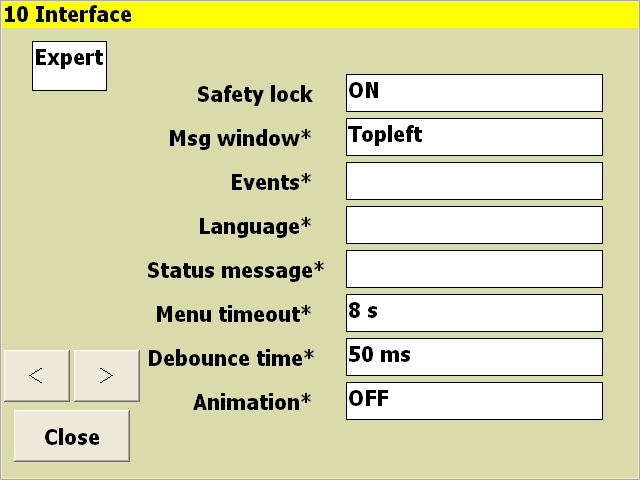 10 Interface
Expert
Safety lock ON
Msg window* Topleft
Events*
Language*
Status message*
Menu timeout* 8 s
Debounce time* 50 ms
Animation* OFF
< >
Close